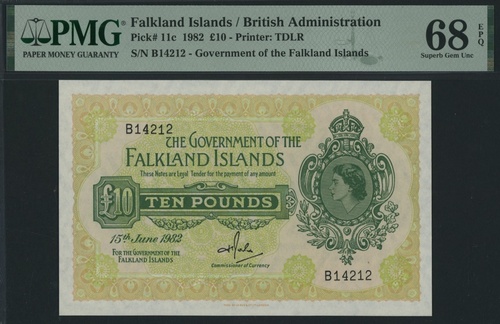 PMG
PAPER MONEY GUARANTY
Falkland Islands / British Administration
Pick# 11c 1982 £10 - Printer: TDLR
S/N B14212 - Government of the Falkland Islands
68 EPQ
Superb Gem Unc
B14212
THE GOVERNMENT OF THE
FALKLAND ISLANDS
These Notes are Legal Tender for the payment of any amount
£10
TEN POUNDS
15th June 1982
FOR THE GOVERNMENT OF THE
FALKLAND ISLANDS
Commissioner of Currency
B14212